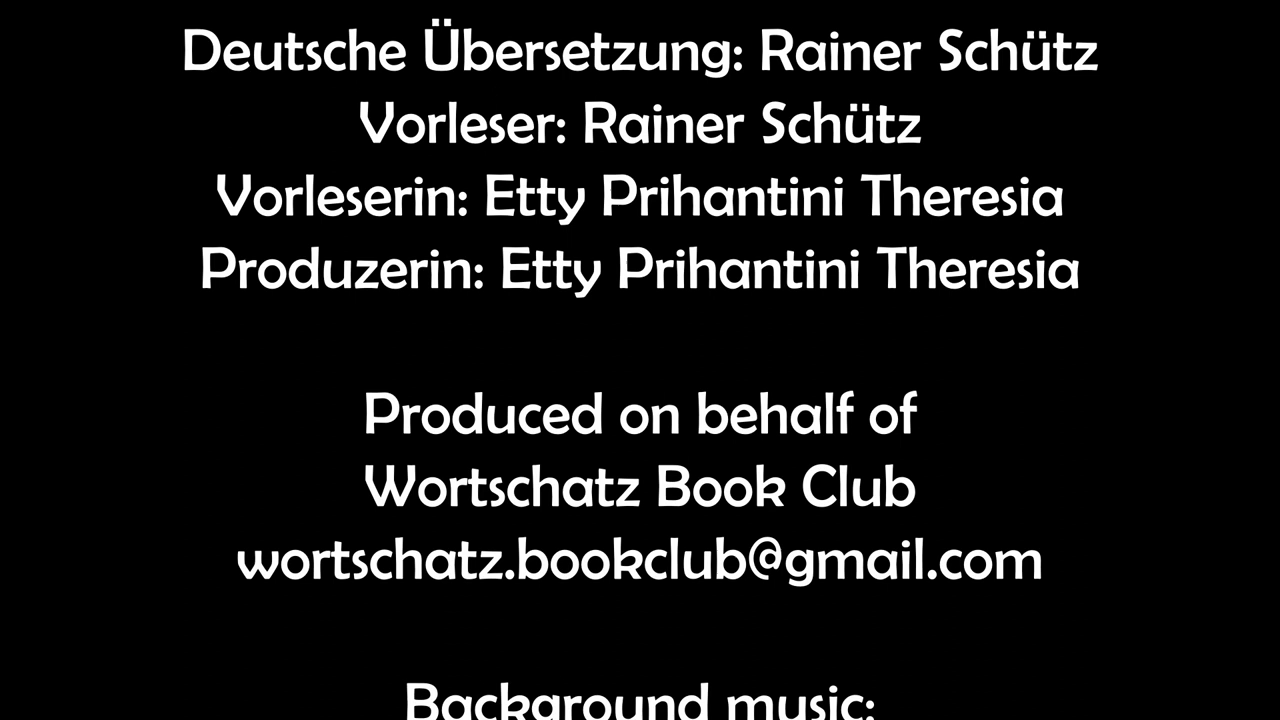 Deutsche Übersetzung: Rainer Schütz
Vorleser: Rainer Schütz
Vorleserin: Etty Prihantini Theresia
Produzerin: Etty Prihantini Theresia
Produced on behalf of
Wortschatz Book Club
wortschatz.bookclub@gmail.com
Background music: